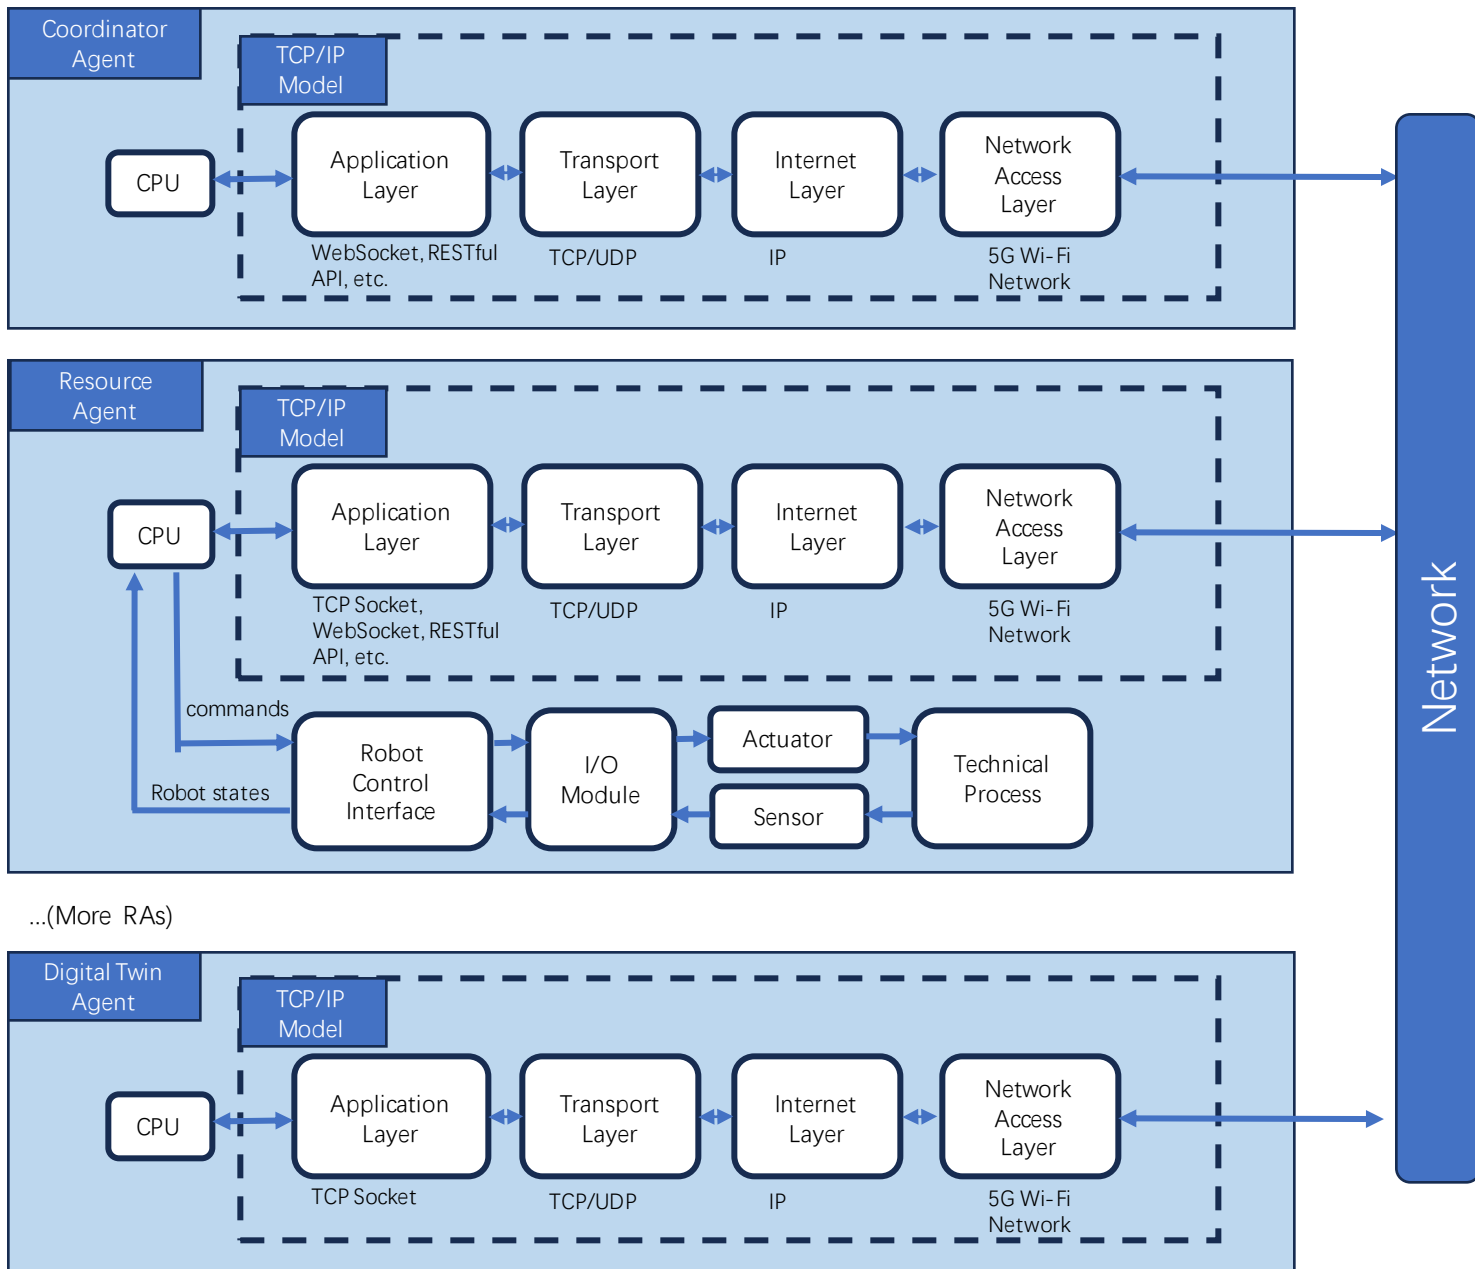 Coordinator
Agent
TCP/IP
Model
CPU
Application
Layer
Transport
Layer
Internet
Layer
Network
Access
Layer
WebSocket, RESTful
API, etc.
TCP/UDP
IP
5G Wi-Fi
Network
Resource
Agent
TCP/IP
Model
CPU
Application
Layer
Transport
Layer
Internet
Layer
Network
Access
Layer
TCP Socket,
WebSocket, RESTful
API, etc.
TCP/UDP
IP
5G Wi-Fi
Network
commands
Robot states
Robot
Control
Interface
I/O
Module
Actuator
Sensor
Technical
Process
Network
...(More RAs)
Digital Twin
Agent
TCP/IP
Model
CPU
Application
Layer
Transport
Layer
Internet
Layer
Network
Access
Layer
TCP Socket
TCP/UDP
IP
5G Wi-Fi
Network